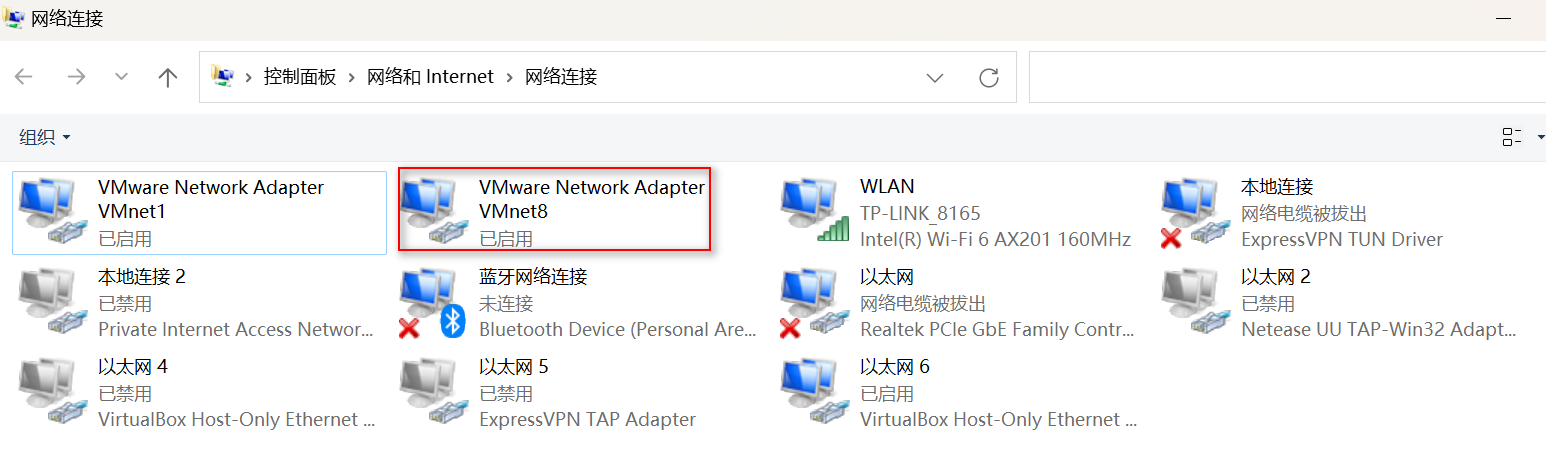 网络连接
控制面板 > 网络和 Internet > 网络连接
组织
VMware Network Adapter
VMnet1
已启用
VMware Network Adapter
VMnet8
已启用
WLAN
TP-LINK_8165
Intel(R) Wi-Fi 6 AX201 160MHz
本地连接
网络电缆被拔出
ExpressVPN TUN Driver
本地连接 2
已禁用
Private Internet Access Networ...
蓝牙网络连接
未连接
Bluetooth Device (Personal Are...
以太网
网络电缆被拔出
Realtek PCIe GbE Family Contr...
以太网 2
已禁用
Netease UU TAP-Win32 Adapt...
以太网 4
已禁用
VirtualBox Host-Only Ethernet ...
以太网 5
已禁用
ExpressVPN TAP Adapter
以太网 6
已启用
VirtualBox Host-Only Ethernet ...